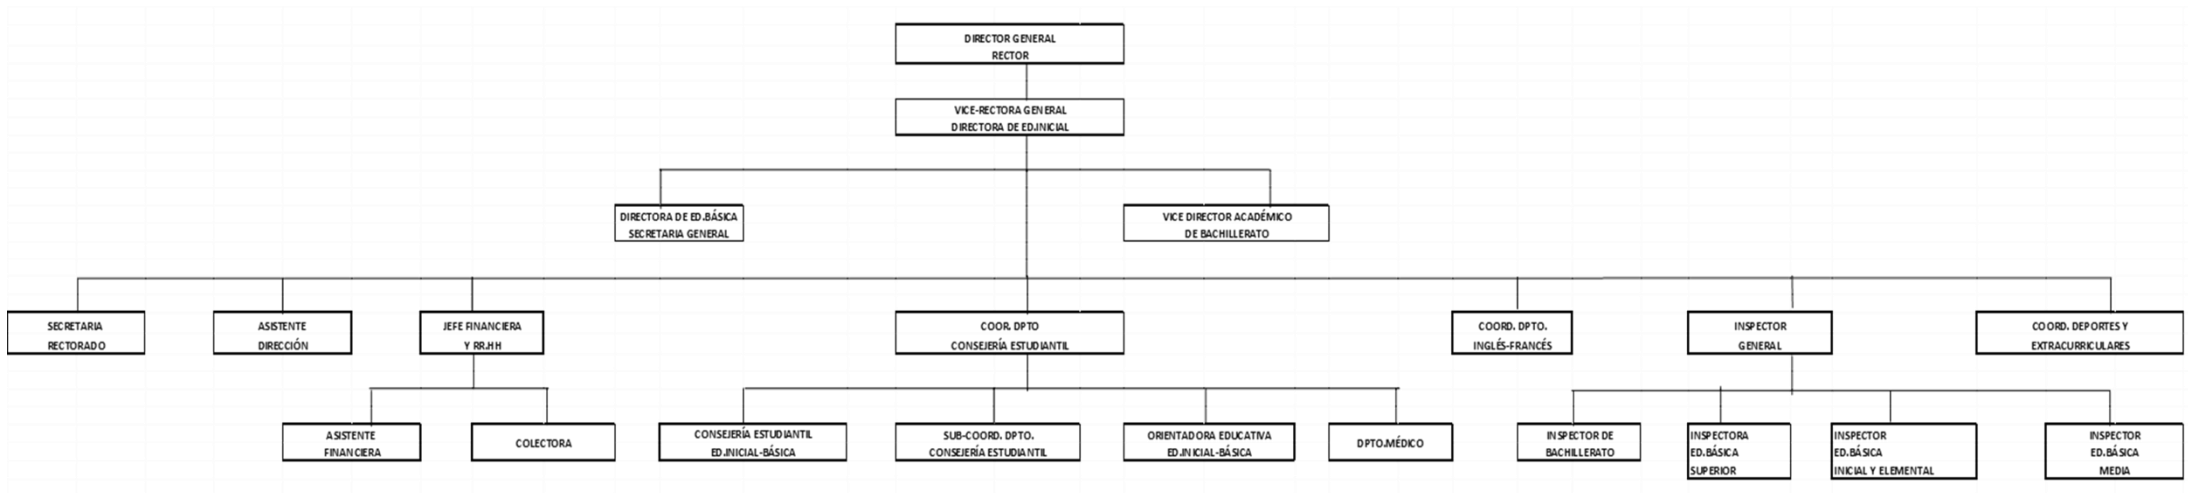 DIRECTOR GENERAL
RECTOR
VICE-RECTORA GENERAL
DIRECTORA DE ED.INICIAL
DIRECTORA DE ED.BÁSICA
SECRETARIA GENERAL
VICE DIRECTOR ACADÉMICO
DE BACHILLERATO
SECRETARIA
RECTORADO
ASISTENTE
DIRECCIÓN
JEFE FINANCIERA
Y RR.HH
COOR. DPTO
CONSEJERÍA ESTUDIANTIL
COORD. DPTO.
INGLÉS-FRANCÉS
INSPECTOR
GENERAL
COORD. DEPORTES Y
EXTRACURRICULARES
ASISTENTE
FINANCIERA
COLECTORA
CONSEJERÍA ESTUDIANTIL
ED.INICIAL-BÁSICA
SUB-COORD. DPTO.
CONSEJERÍA ESTUDIANTIL
ORIENTADORA EDUCATIVA
ED.INICIAL-BÁSICA
DPTO.MÉDICO
INSPECTOR DE
BACHILLERATO
INSPECTORA
ED.BÁSICA
SUPERIOR
INSPECTOR
ED.BÁSICA
INICIAL Y ELEMENTAL
INSPECTOR
ED.BÁSICA
MEDIA